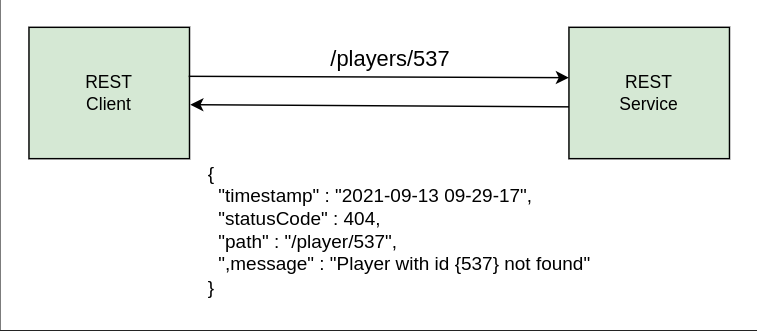 /players/537
REST
Client
REST
Service
{
"timestamp" : "2021-09-13 09-29-17",
"statusCode" : 404,
"path" : "/player/537",
",message" : "Player with id {537} not found"
}